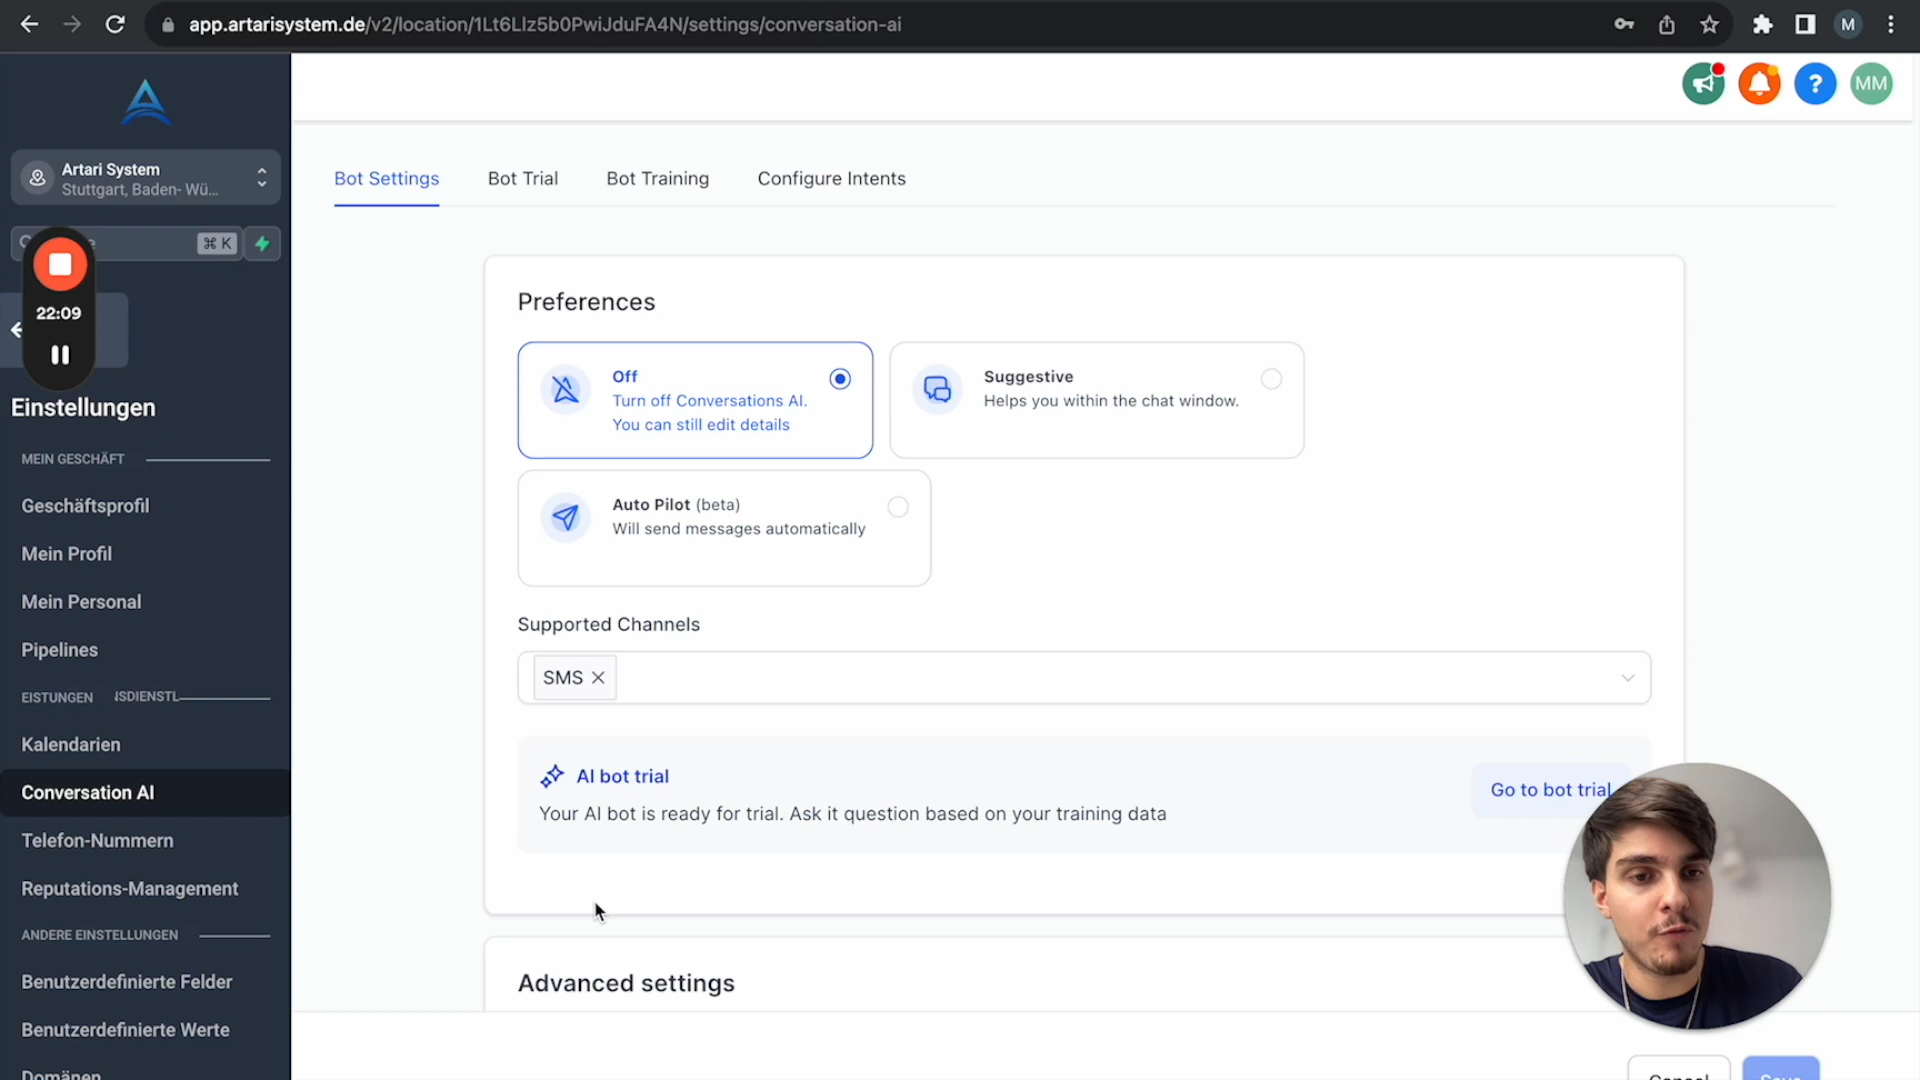 app.artarisystem.de/v2/location/1Lt6Llz5b0PwiJduFA4N/settings/conversation-ai
M
MM
Artari System
Stuttgart, Baden- Wü...
⌘ K
22:09
Einstellungen
MEIN GESCHÄFT
Geschäftsprofil
Mein Profil
Mein Personal
Pipelines
EISTUNGEN
Kalendarien
Conversation AI
Telefon-Nummern
Reputations-Management
ANDERE EINSTELLUNGEN
Benutzerdefinierte Felder
Benutzerdefinierte Werte
Domänen
Bot Settings
Bot Trial
Bot Training
Configure Intents
Preferences
Off
Turn off Conversations AI.
You can still edit details
Suggestive
Helps you within the chat window.
Auto Pilot (beta)
Will send messages automatically
Supported Channels
SMS
AI bot trial
Your AI bot is ready for trial. Ask it question based on your training data
Go to bot trial
Advanced settings
Cancel
Save